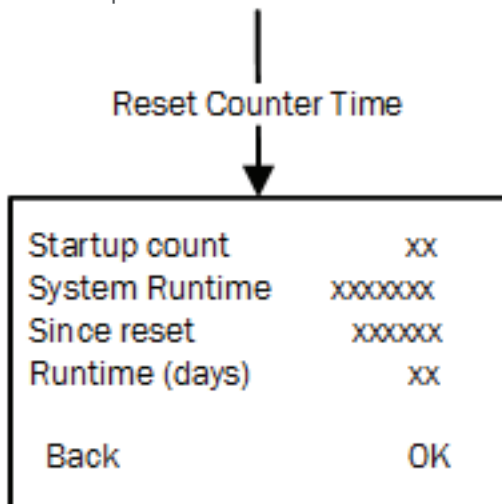 Reset Counter Time
Startup count xx
System Runtime xxxxxxx
Since reset xxxxxx
Runtime (days) xx
Back OK